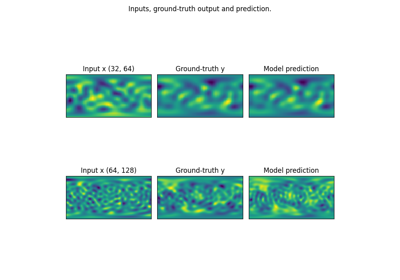 Inputs, ground-truth output and prediction.
Input x (32, 64)
Ground-truth y
Model prediction
Input x (64, 128)
Ground-truth y
Model prediction